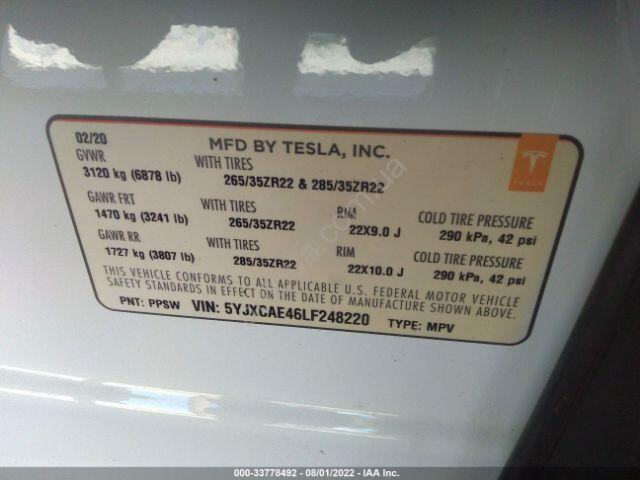 02/20 MFD BY TESLA, INC.
GVWR WITH TIRES
3120 kg (6878 lb) 265/35ZR22 & 285/35ZR22
GAWR FRT WITH TIRES RIM COLD TIRE PRESSURE
1470 kg (3241 lb) 265/35ZR22 22X9.0 J 290 kPa, 42 psi
GAWR RR WITH TIRES RIM COLD TIRE PRESSURE
1727 kg (3807 lb) 285/35ZR22 22X10.0 J 290 kPa, 42 psi
THIS VEHICLE CONFORMS TO ALL APPLICABLE U.S. FEDERAL MOTOR VEHICLE
SAFETY STANDARDS IN EFFECT ON THE DATE OF MANUFACTURE SHOWN ABOVE.
PNT: PPSW VIN: 5YJXCAE46LF248220 TYPE: MPV
TESLA
000-33778492 - 08/01/2022 - IAA Inc.